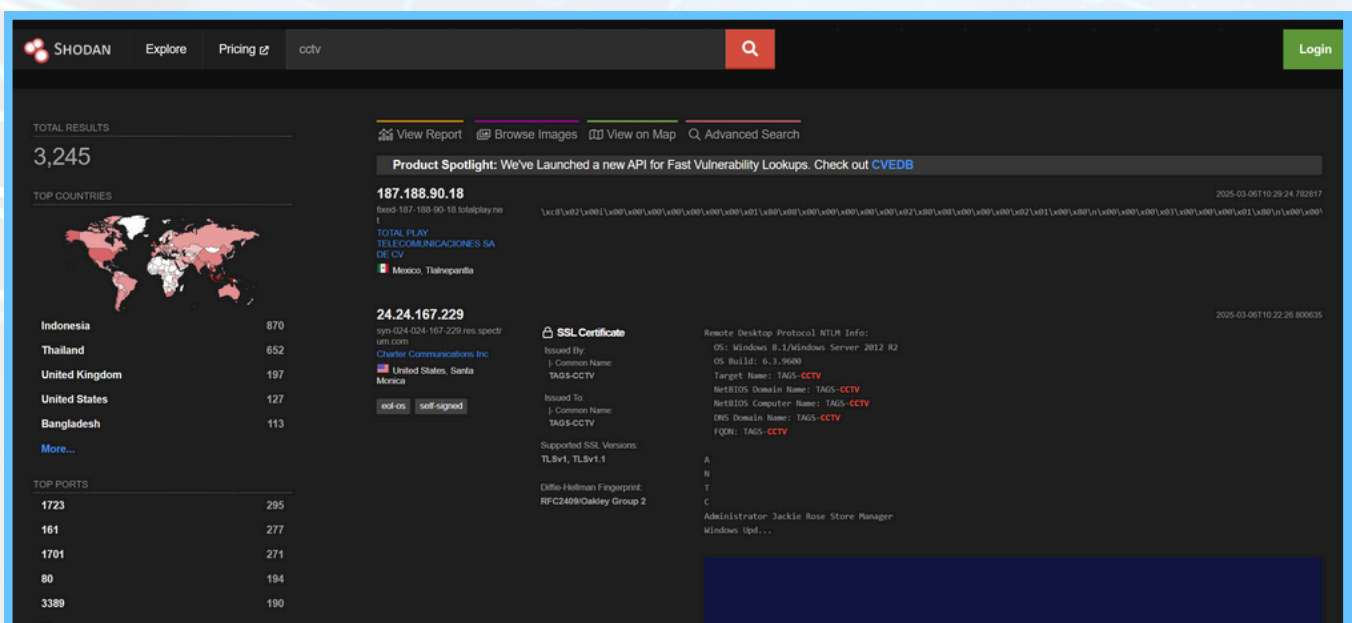 SHODAN
Explore
Pricing
cctv
Login
TOTAL RESULTS
3,245
TOP COUNTRIES
Indonesia 870
Thailand 652
United Kingdom 197
United States 127
Bangladesh 113
More...
TOP PORTS
1723 295
161 277
1701 271
80 194
3389 190
View Report
Browse Images
View on Map
Advanced Search
Product Spotlight: We've Launched a new API for Fast Vulnerability Lookups. Check out CVEDB
187.188.90.18
2025-03-06T10:29:24.782817
fixed-187-188-90-18.totalplay.ne
t
TOTAL PLAY
TELECOMUNICACIONES SA
DE CV
Mexico, Tlalnepantla
24.24.167.229
2025-03-06T10:22:26.800635
syn-024-024-167-229.res.spectr
um.com
Charter Communications Inc
United States, Santa
Monica
eol-os
self-signed
SSL Certificate
Issued By:
|- Common Name:
TAGS-CCTV
Issued To:
|- Common Name:
TAGS-CCTV
Supported SSL Versions:
TLSv1, TLSv1.1
Diffie-Hellman Fingerprint:
RFC2409/Oakley Group 2
Remote Desktop Protocol NTLM Info:
OS: Windows 8.1/Windows Server 2012 R2
OS Build: 6.3.9600
Target Name: TAGS-CCTV
NetBIOS Domain Name: TAGS-CCTV
NetBIOS Computer Name: TAGS-CCTV
DNS Domain Name: TAGS-CCTV
FQDN: TAGS-CCTV
A
N
T
C
Administrator Jackie Rose Store Manager
Windows Upd...